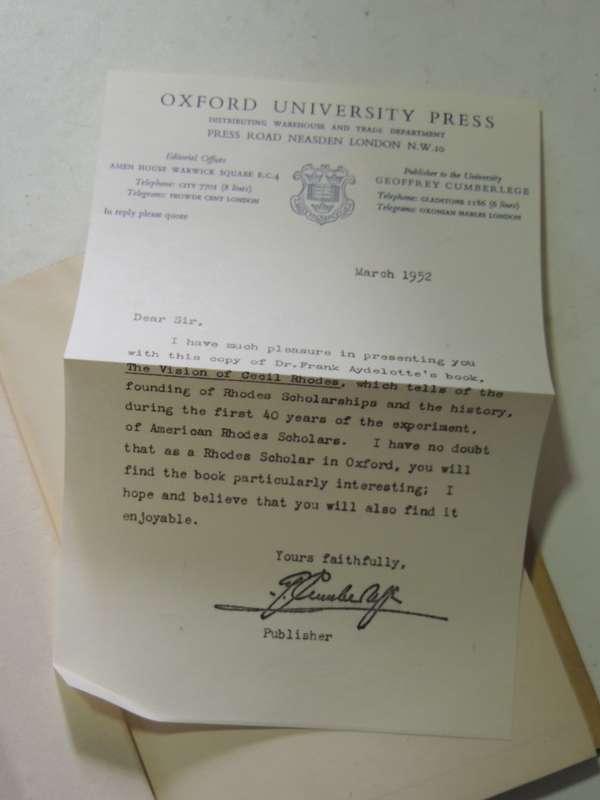 OXFORD UNIVERSITY PRESS
DISTRIBUTING WAREHOUSE AND TRADE DEPARTMENT
PRESS ROAD NEASDEN LONDON N.W.10
Editorial Offices
AMEN HOUSE WARWICK SQUARE E.C.4
Telephone: CITY 7701 (8 lines)
Telegrams: FROWDE CENT LONDON
In reply please quote
Publisher to the University
GEOFFREY CUMBERLEGE
Telephone: GLADSTONE 1186 (6 lines)
Telegrams: OXONIAN HARLES LONDON
March 1952
Dear Sir,
I have much pleasure in presenting you
with this copy of Dr.Frank Aydelotte's book,
The Vision of Cecil Rhodes, which tells of the
founding of Rhodes Scholarships and the history,
during the first 40 years of the experiment,
of American Rhodes Scholars. I have no doubt
that as a Rhodes Scholar in Oxford, you will
find the book particularly interesting; I
hope and believe that you will also find it
enjoyable.
Yours faithfully,
G. Cumberlege
Publisher